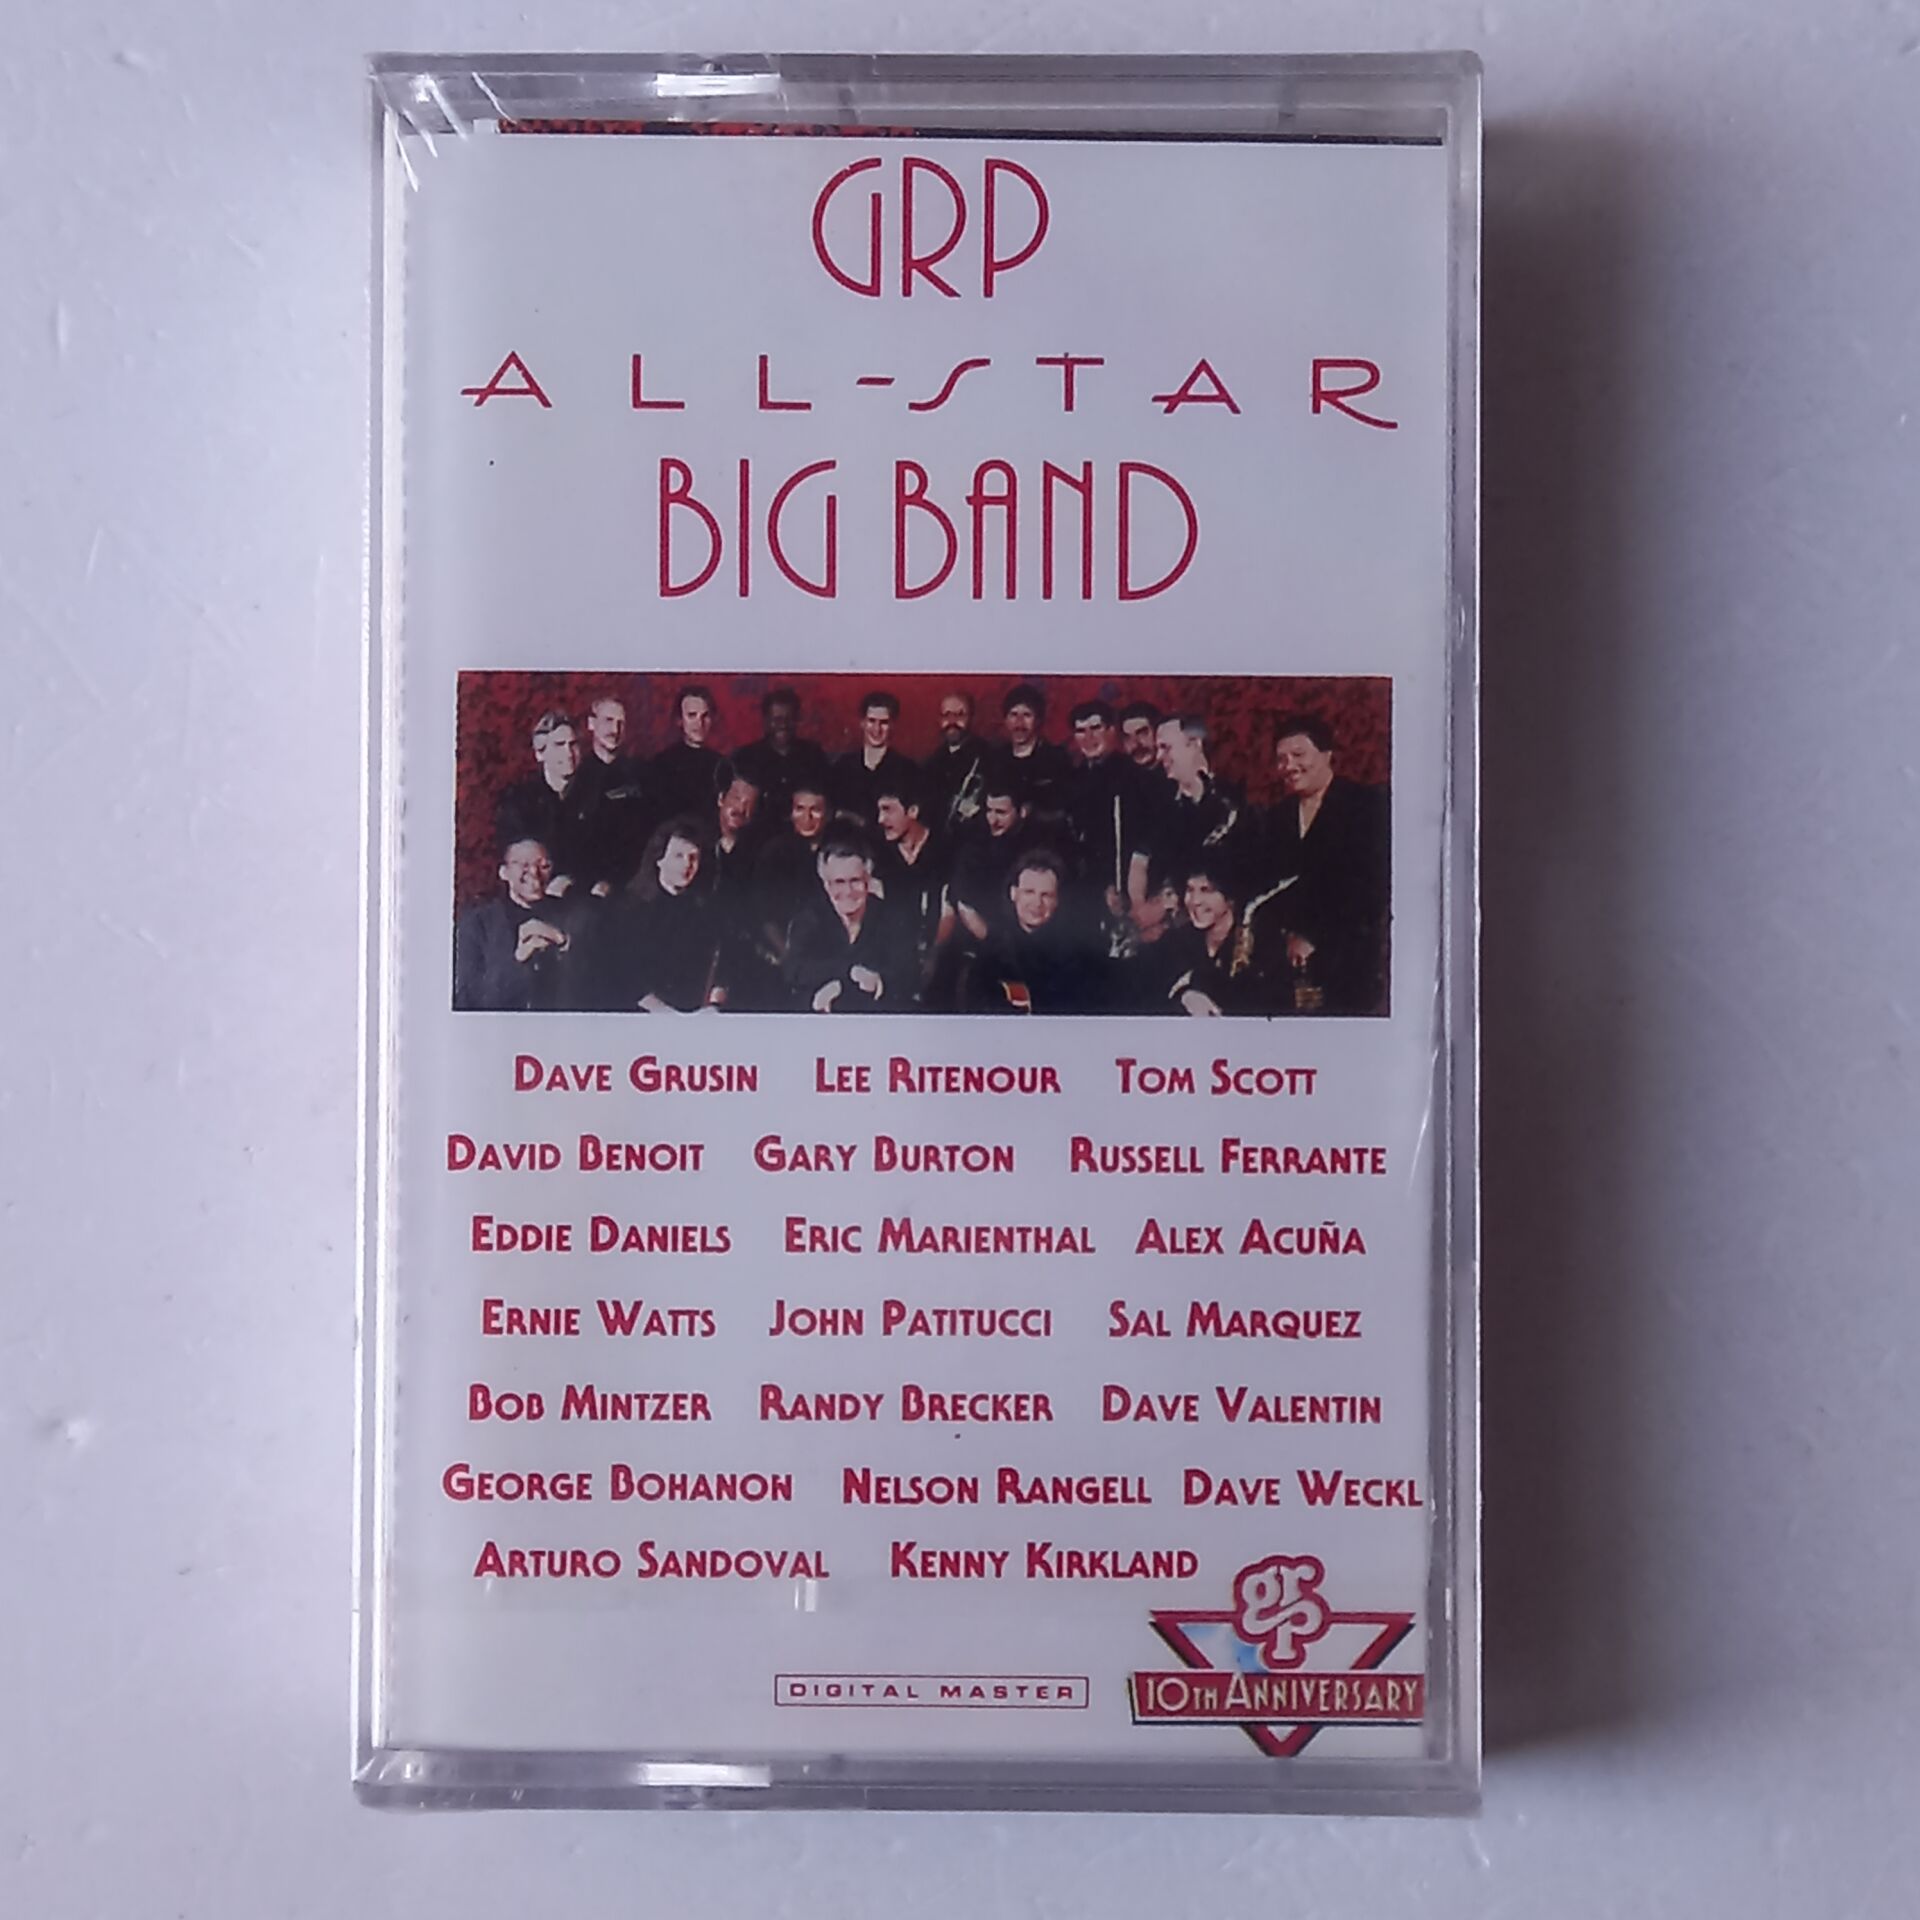 GRP
ALL-STAR
BIG BAND
DAVE GRUSIN LEE RITENOUR TOM SCOTT
DAVID BENOIT GARY BURTON RUSSELL FERRANTE
EDDIE DANIELS ERIC MARIENTHAL ALEX ACUÑA
ERNIE WATTS JOHN PATITUCCI SAL MARQUEZ
BOB MINTZER RANDY BRECKER DAVE VALENTIN
GEORGE BOHANON NELSON RANGELL DAVE WECKL
ARTURO SANDOVAL KENNY KIRKLAND
grp
DIGITAL MASTER
10TH ANNIVERSARY